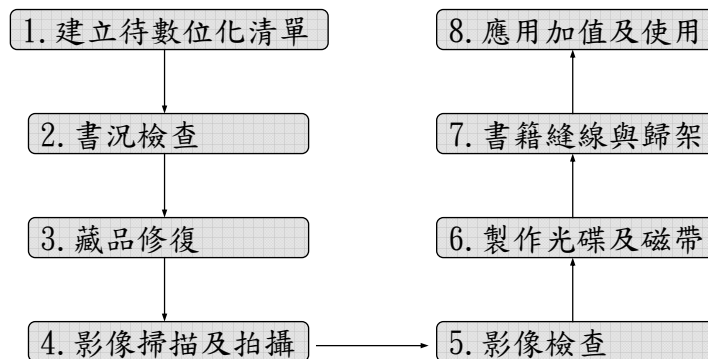 1. 建立待數位化清單
2. 書況檢查
3. 藏品修復
4. 影像掃描及拍攝
5. 影像檢查
6. 製作光碟及磁帶
7. 書籍縫線與歸架
8. 應用加值及使用